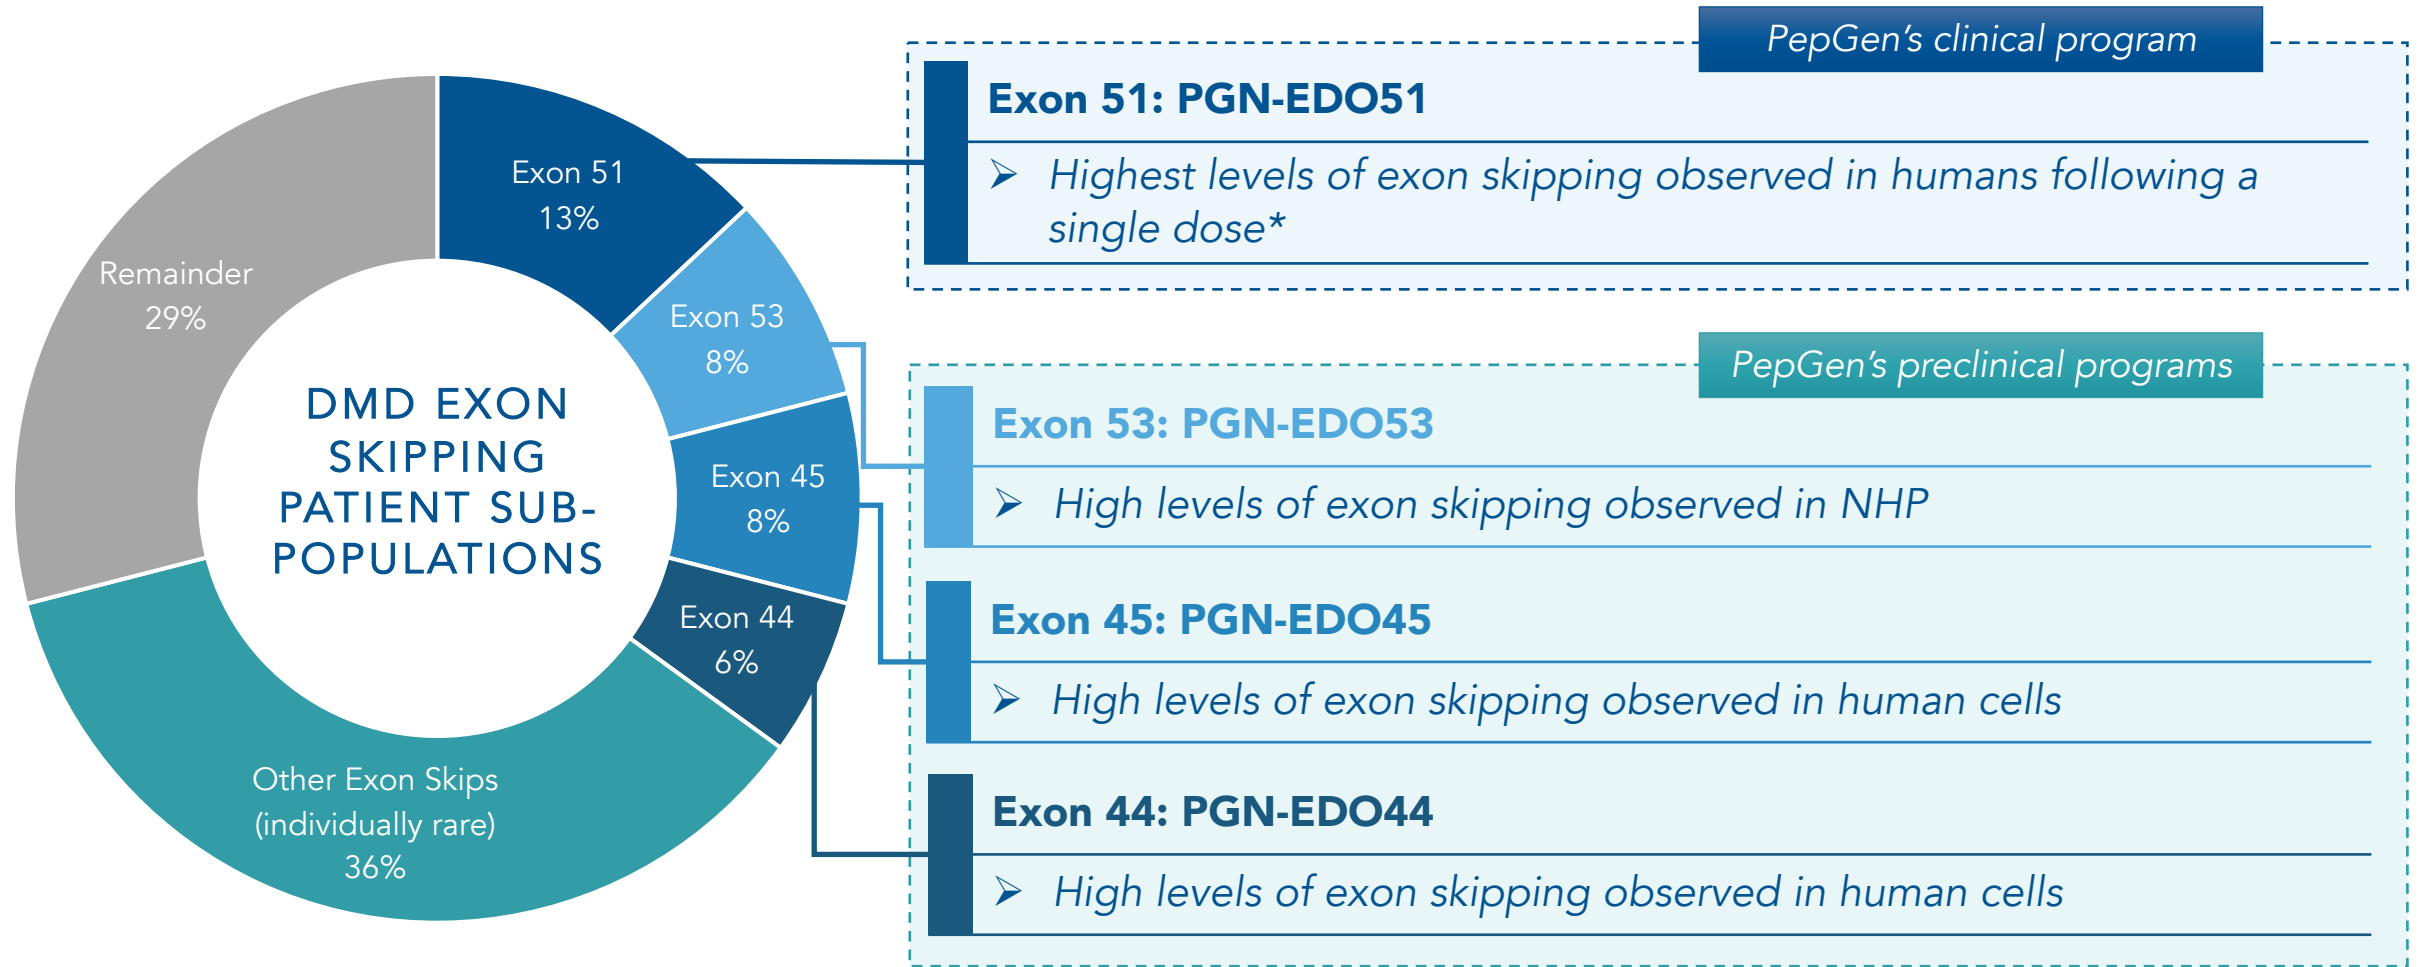 Exon 51
13%
Exon 53
8%
Exon 45
8%
Exon 44
6%
Other Exon Skips
(individually rare)
36%
Remainder
29%
DMD EXON
SKIPPING
PATIENT SUB-
POPULATIONS
PepGen's clinical program
Exon 51: PGN-EDO51
➢ Highest levels of exon skipping observed in humans following a
single dose*
PepGen's preclinical programs
Exon 53: PGN-EDO53
➢ High levels of exon skipping observed in NHP
Exon 45: PGN-EDO45
➢ High levels of exon skipping observed in human cells
Exon 44: PGN-EDO44
➢ High levels of exon skipping observed in human cells